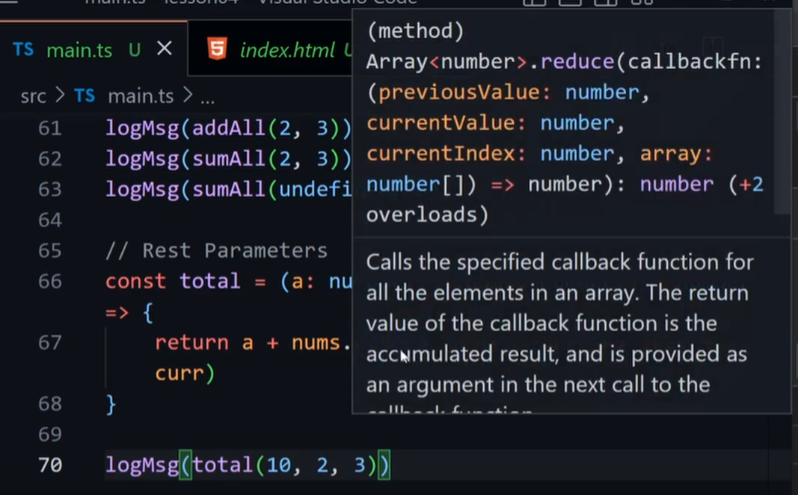 main.ts - lesson04 - Visual Studio Code
TS main.ts U
index.html U
src > TS main.ts > ...
61 logMsg(addAll(2, 3))
62 logMsg(sumAll(2, 3))
63 logMsg(sumAll(undefi
64
65 // Rest Parameters
66 const total = (a: nu
=> {
67 return a + nums.
curr)
68 }
69
70 logMsg(total(10, 2, 3))
(method)
Array<number>.reduce(callbackfn:
(previousValue: number,
currentValue: number,
currentIndex: number, array:
number[]) => number): number (+2
overloads)
Calls the specified callback function for
all the elements in an array. The return
value of the callback function is the
accumulated result, and is provided as
an argument in the next call to the
callback function.